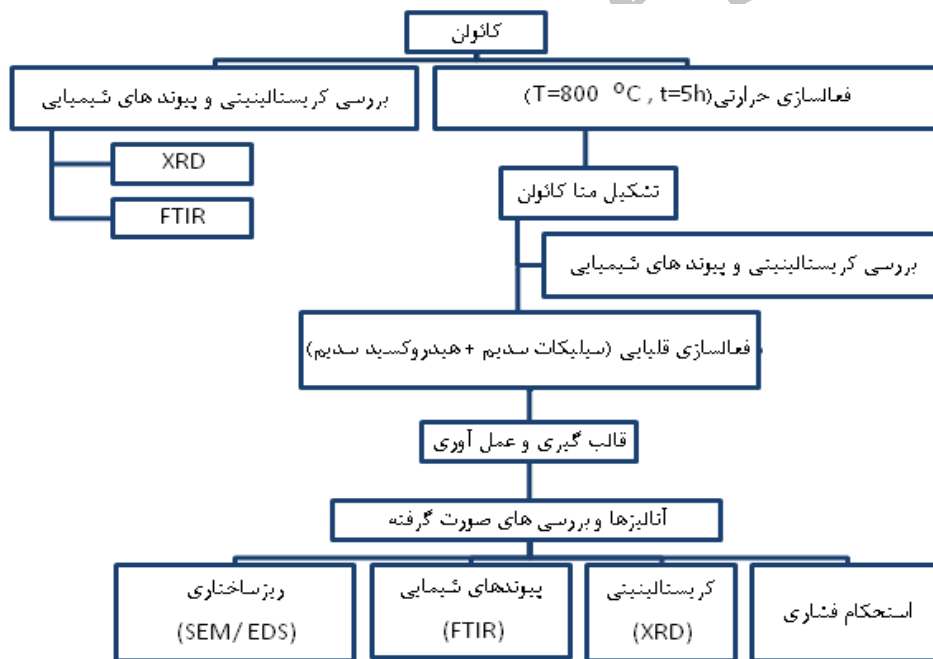 کائولن
فعالسازی حرارتی(T=800 °C , t=5h)
بررسی کریستالینیتی و پیوند های شیمیایی
XRD
FTIR
تشکیل متا کائولن
بررسی کریستالینیتی و پیوند های شیمیایی
فعالسازی قلیایی (سیلیکات سدیم + هیدروکسید سدیم)
قالب گیری و عمل آوری
آنالیزها و بررسی های صورت گرفته
استحکام فشاری
کریستالینیتی
(XRD)
پیوندهای شیمایی
(FTIR)
ریزساختاری
(SEM/ EDS)